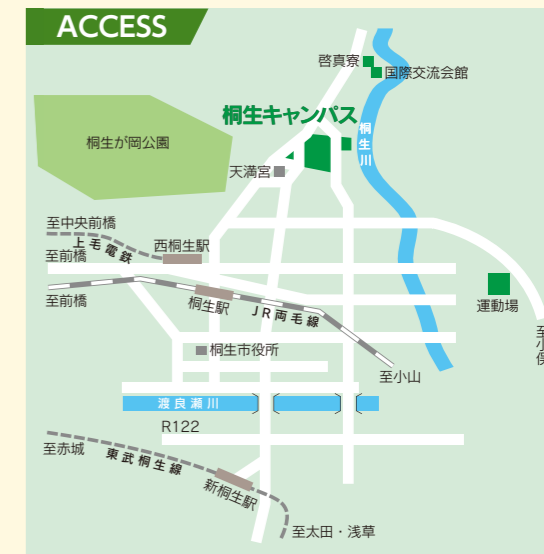 ACCESS
啓真寮
国際交流会館
桐生キャンパス
桐生川
桐生が岡公園
天満宮
至中央前橋
上毛電鉄
西桐生駅
至前橋
至前橋
桐生駅
JR両毛線
運動場
至小俣
桐生市役所
至小山
渡良瀬川
R122
至赤城
東武桐生線
新桐生駅
至太田・浅草